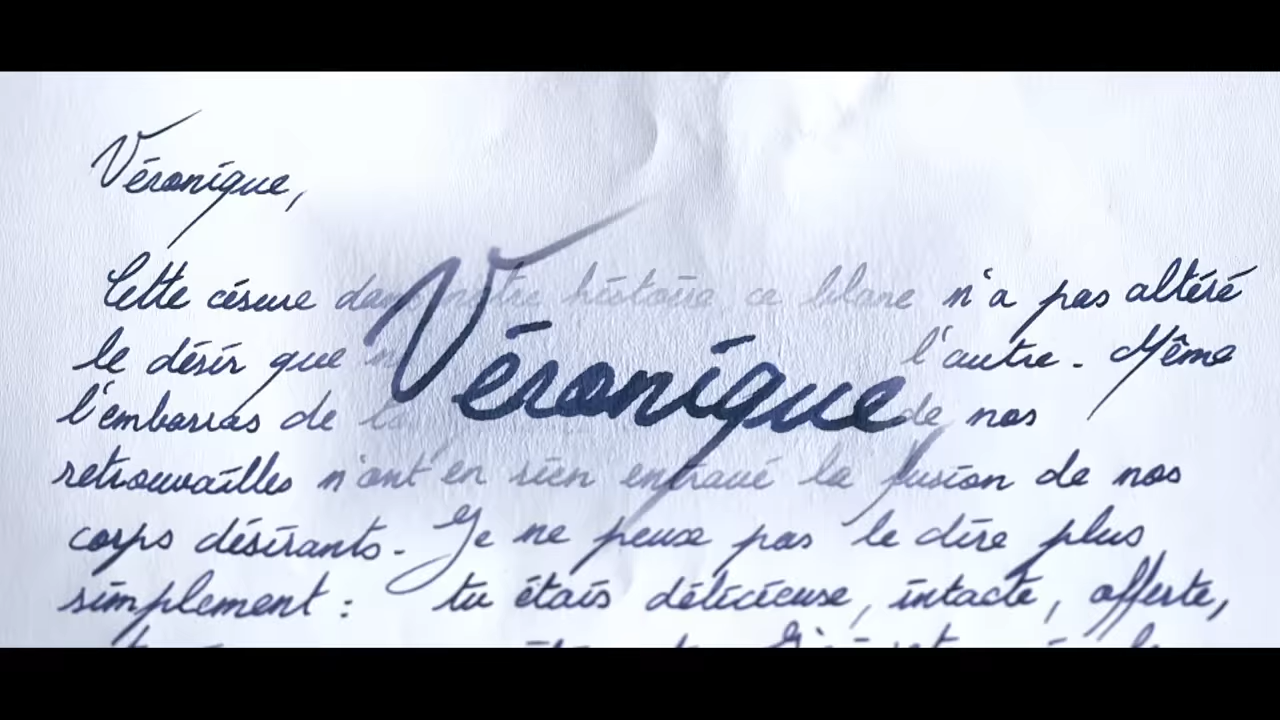 Véronique,
Cette césure dans notre histoire, ce blanc n'a pas altéré
le désir que l'autre. Même
Véronique
l'embarras de de nos
retrouvailles n'ont en rien entravé la fusion de nos
corps désirants. Je ne peux pas le dire plus
simplement : tu étais délicieuse, intacte, offerte,